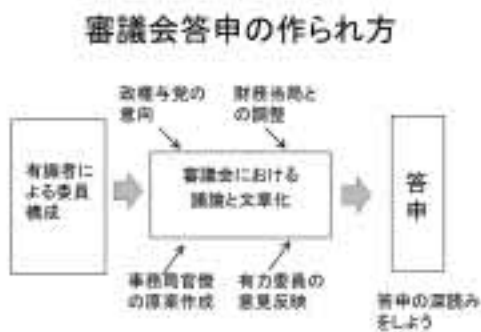 審議会答申の作られ方
政権与党の
意向
財務当局と
の調整
有識者に
よる委員
構成
審議会における
議論と文章化
答
申
事務局官僚
の原案作成
有力委員の
意見反映
答申の深読み
をしよう